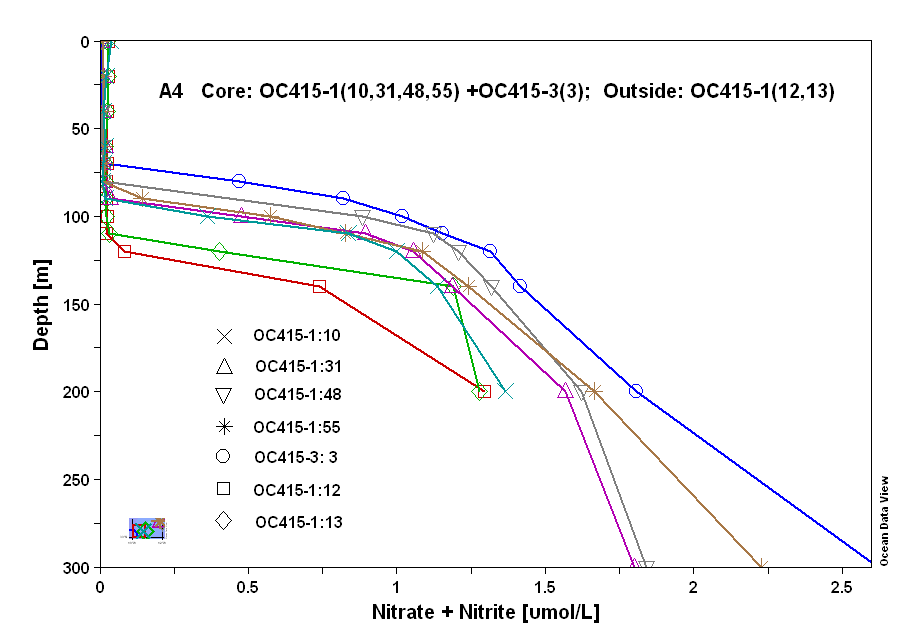 A4 Core: OC415-1(10,31,48,55) +OC415-3(3); Outside: OC415-1(12,13)
0
50
100
150
200
250
300
Depth [m]
OC415-1:10
OC415-1:31
OC415-1:48
OC415-1:55
OC415-3: 3
OC415-1:12
OC415-1:13
0
0.5
1
1.5
2
2.5
Nitrate + Nitrite [umol/L]
Ocean Data View